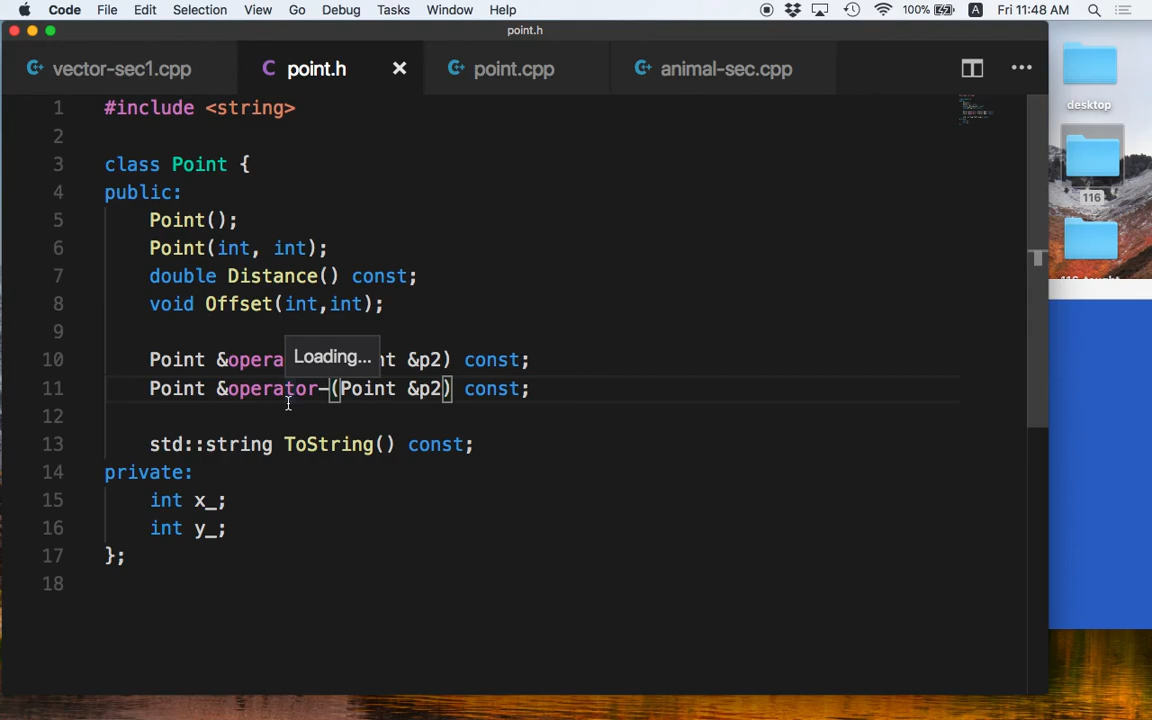 Code File Edit Selection View Go Debug Tasks Window Help 100% A Fri 11:48 AM
point.h
vector-sec1.cpp C point.h point.cpp animal-sec.cpp
desktop
116
1 #include <string>
2
3 class Point {
4 public:
5 Point();
6 Point(int, int);
7 double Distance() const;
8 void Offset(int,int);
9
Loading...
10 Point &opera nt &p2) const;
11 Point &operator-(Point &p2) const;
12
13 std::string ToString() const;
14 private:
15 int x_;
16 int y_;
17 };
18